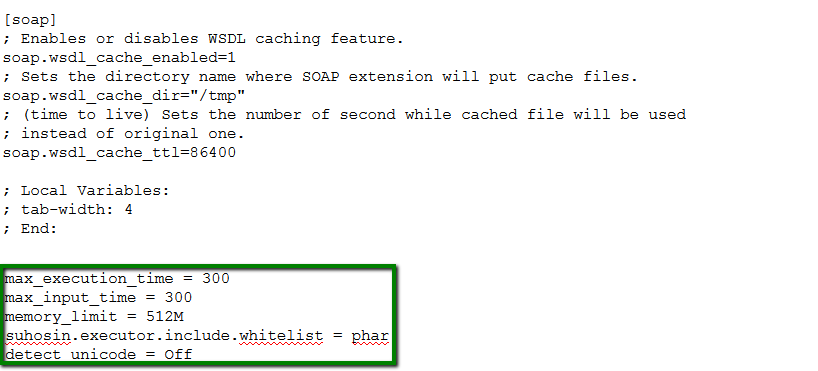 [soap]
; Enables or disables WSDL caching feature.
soap.wsdl_cache_enabled=1
; Sets the directory name where SOAP extension will put cache files.
soap.wsdl_cache_dir="/tmp"
; (time to live) Sets the number of second while cached file will be used
; instead of original one.
soap.wsdl_cache_ttl=86400
; Local Variables:
; tab-width: 4
; End:
max_execution_time = 300
max_input_time = 300
memory_limit = 512M
suhosin.executor.include.whitelist = phar
detect_unicode = Off